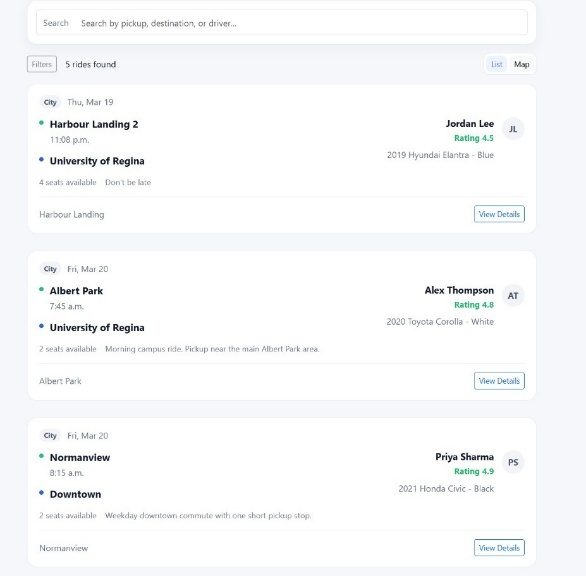 Search Search by pickup, destination, or driver...
Filters 5 rides found List Map
City Thu, Mar 19
Harbour Landing 2 Jordan Lee JL
11:08 p.m. Rating 4.5
2019 Hyundai Elantra - Blue
University of Regina
4 seats available Don't be late
Harbour Landing View Details
City Fri, Mar 20
Albert Park Alex Thompson AT
7:45 a.m. Rating 4.8
2020 Toyota Corolla - White
University of Regina
2 seats available Morning campus ride. Pickup near the main Albert Park area.
Albert Park View Details
City Fri, Mar 20
Normanview Priya Sharma PS
8:15 a.m. Rating 4.9
2021 Honda Civic - Black
Downtown
2 seats available Weekday downtown commute with one short pickup stop.
Normanview View Details